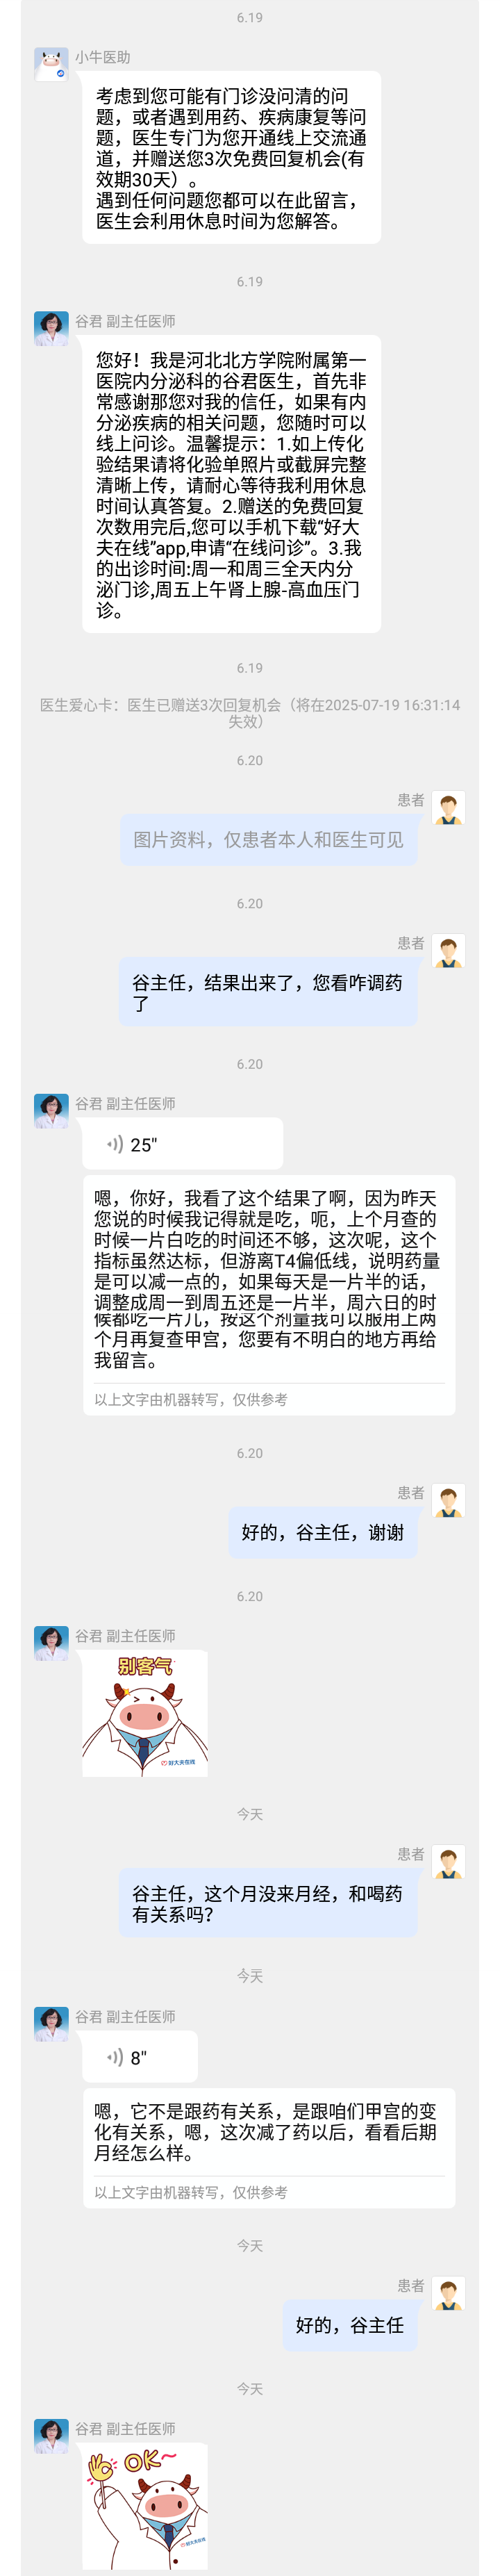 6.19
小牛医助
考虑到您可能有门诊没问清的问
题，或者遇到用药、疾病康复等问
题，医生专门为您开通线上交流通
道，并赠送您3次免费回复机会(有
效期30天）。
遇到任何问题您都可以在此留言，
医生会利用休息时间为您解答。
6.19
谷君 副主任医师
您好！我是河北北方学院附属第一
医院内分泌科的谷君医生，首先非
常感谢那您对我的信任，如果有内
分泌疾病的相关问题，您随时可以
线上问诊。温馨提示：1.如上传化
验结果请将化验单照片或截屏完整
清晰上传，请耐心等待我利用休息
时间认真答复。2.赠送的免费回复
次数用完后,您可以手机下载“好大
夫在线”app,申请“在线问诊”。3.我
的出诊时间:周一和周三全天内分
泌门诊,周五上午肾上腺-高血压门
诊。
6.19
医生爱心卡：医生已赠送3次回复机会（将在2025-07-19 16:31:14
失效）
6.20
患者
图片资料，仅患者本人和医生可见
6.20
患者
谷主任，结果出来了，您看咋调药
了
6.20
谷君 副主任医师
25"
嗯，你好，我看了这个结果了啊，因为昨天
您说的时候我记得就是吃，呃，上个月查的
时候一片白吃的时间还不够，这次呢，这个
指标虽然达标，但游离T4偏低线，说明药量
是可以减一点的，如果每天是一片半的话，
调整成周一到周五还是一片半，周六日的时
候都吃一片儿，按这个剂量我可以服用上两
个月再复查甲宫，您要有不明白的地方再给
我留言。
以上文字由机器转写，仅供参考
6.20
患者
好的，谷主任，谢谢
6.20
谷君 副主任医师
别客气
好大夫在线
今天
患者
谷主任，这个月没来月经，和喝药
有关系吗？
今天
谷君 副主任医师
8"
嗯，它不是跟药有关系，是跟咱们甲宫的变
化有关系，嗯，这次减了药以后，看看后期
月经怎么样。
以上文字由机器转写，仅供参考
今天
患者
好的，谷主任
今天
谷君 副主任医师
OK~
好大夫在线